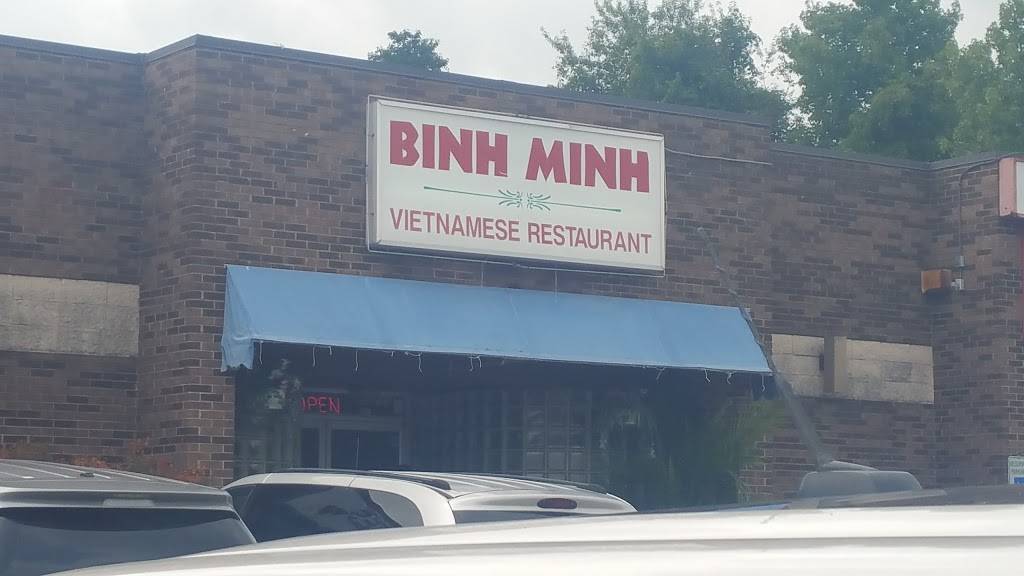 BINH MINH
VIETNAMESE RESTAURANT
OPEN